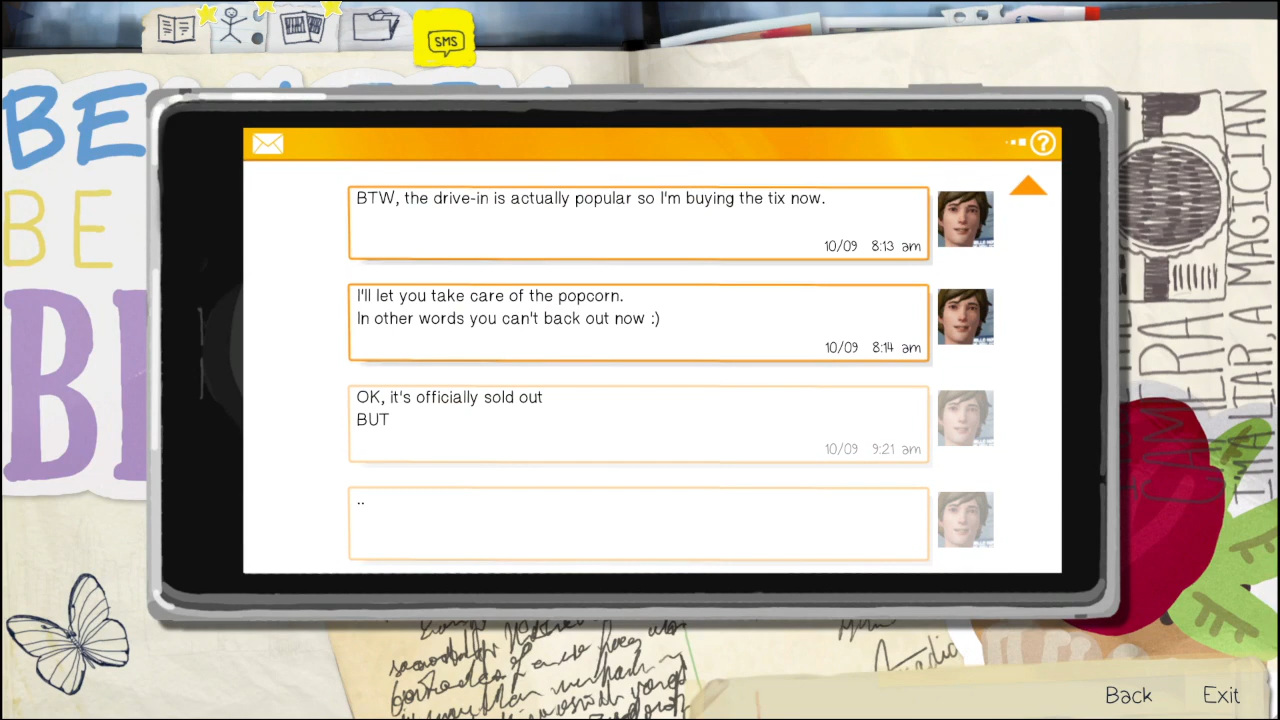 SMS
BE
BE
?
BTW, the drive-in is actually popular so I'm buying the tix now.
10/09 8:13 am
I'll let you take care of the popcorn.
In other words you can't back out now :)
10/09 8:14 am
OK, it's officially sold out
BUT
10/09 9:21 am
..
CAMERA
I'M A LIAR, A MAGICIAN
Back
Exit